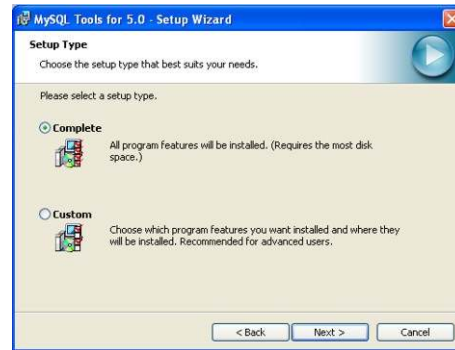 MySQL Tools for 5.0 - Setup Wizard
Setup Type
Choose the setup type that best suits your needs.
Please select a setup type.
Complete
All program features will be installed. (Requires the most disk
space.)
Custom
Choose which program features you want installed and where they
will be installed. Recommended for advanced users.
< Back Next > Cancel